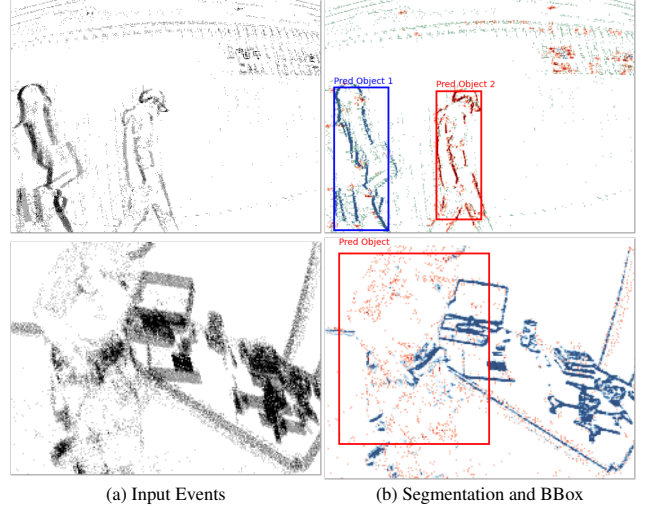 Pred Object 1
Pred Object 2
Pred Object
(a) Input Events
(b) Segmentation and BBox